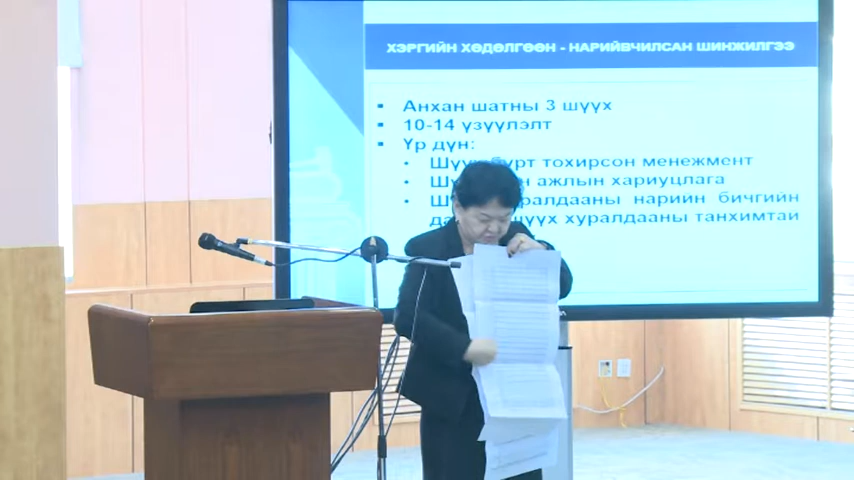 ХЭРГИЙН ХӨДӨЛГӨӨН - НАРИЙВЧИЛСАН ШИНЖИЛГЭЭ
Анхан шатны 3 шүүх
10-14 үзүүлэлт
Үр дүн:
тохирсон менежмент
ажлын хариуцлага
нарийн бичгийн
шүүх хуралдааны танхимтай